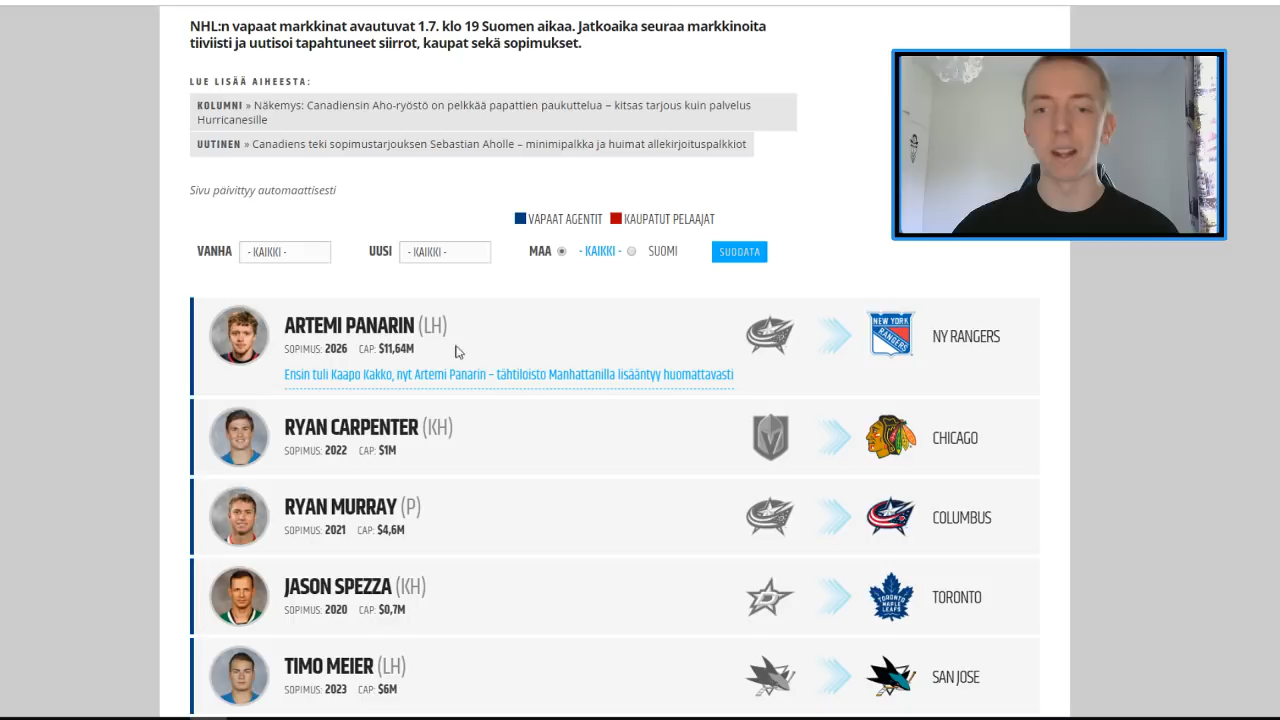 NHL:n vapaat markkinat avautuvat 1.7. klo 19 Suomen aikaa. Jatkoaika seuraa markkinoita
tiiviisti ja uutisoi tapahtuneet siirrot, kaupat sekä sopimukset.
LUE LISÄÄ AIHEESTA:
KOLUMNI » Näkemys: Canadiensin Aho-ryöstö on pelkkää papattien paukuttelua – kitsas tarjous kuin palvelus
Hurricanesille
UUTINEN » Canadiens teki sopimustarjouksen Sebastian Aholle – minimipalkka ja huimat allekirjoituspalkkiot
Sivu päivittyy automaattisesti
VAPAAT AGENTIT KAUPATUT PELAAJAT
VANHA - KAIKKI - UUSI - KAIKKI - MAA - KAIKKI - SUOMI SUODATA
ARTEMI PANARIN (LH)
SOPIMUS: 2026 CAP: $11,64M
Ensin tuli Kaapo Kakko, nyt Artemi Panarin – tähtiloisto Manhattanilla lisääntyy huomattavasti
NEW YORK
RANGERS
NY RANGERS
RYAN CARPENTER (KH)
SOPIMUS: 2022 CAP: $1M
CHICAGO
RYAN MURRAY (P)
SOPIMUS: 2021 CAP: $4,6M
COLUMBUS
JASON SPEZZA (KH)
SOPIMUS: 2020 CAP: $0,7M
TORONTO
MAPLE
LEAFS
TORONTO
TIMO MEIER (LH)
SOPIMUS: 2023 CAP: $6M
SAN JOSE